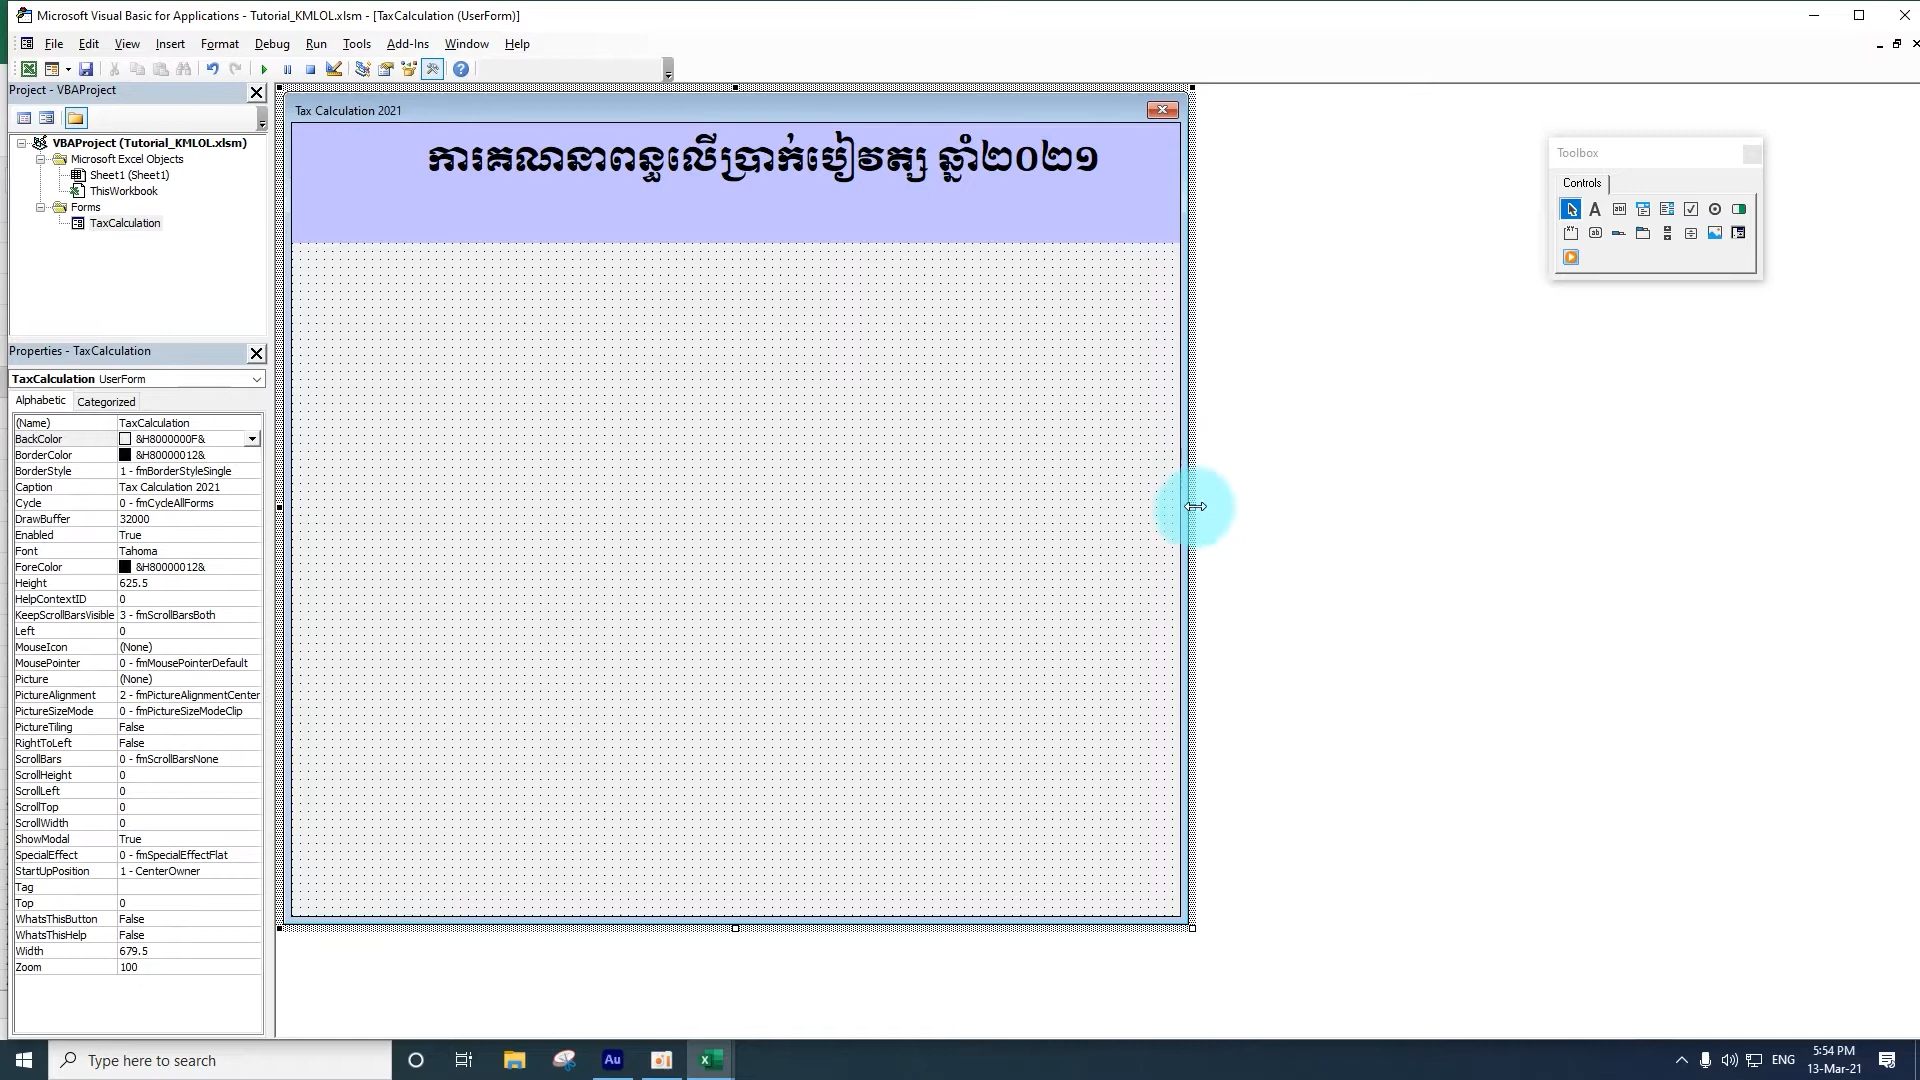 Microsoft Visual Basic for Applications - Tutorial_KMLOL.xlsm - [TaxCalculation (UserForm)]
File Edit View Insert Format Debug Run Tools Add-Ins Window Help
Project - VBAProject
VBAProject (Tutorial_KMLOL.xlsm)
Microsoft Excel Objects
Sheet1 (Sheet1)
ThisWorkbook
Forms
TaxCalculation
Properties - TaxCalculation
TaxCalculation UserForm
Alphabetic Categorized
(Name) TaxCalculation
BackColor &H8000000F&
BorderColor &H80000012&
BorderStyle 1 - fmBorderStyleSingle
Caption Tax Calculation 2021
Cycle 0 - fmCycleAllForms
DrawBuffer 32000
Enabled True
Font Tahoma
ForeColor &H80000012&
Height 625.5
HelpContextID 0
KeepScrollBarsVisible 3 - fmScrollBarsBoth
Left 0
MouseIcon (None)
MousePointer 0 - fmMousePointerDefault
Picture (None)
PictureAlignment 2 - fmPictureAlignmentCenter
PictureSizeMode 0 - fmPictureSizeModeClip
PictureTiling False
RightToLeft False
ScrollBars 0 - fmScrollBarsNone
ScrollHeight 0
ScrollLeft 0
ScrollTop 0
ScrollWidth 0
ShowModal True
SpecialEffect 0 - fmSpecialEffectFlat
StartUpPosition 1 - CenterOwner
Tag
Top 0
WhatsThisButton False
WhatsThisHelp False
Width 679.5
Zoom 100
Tax Calculation 2021
ការគណនាពន្ធលើប្រាក់បៀវត្ស ឆ្នាំ២០២១
Toolbox
Controls
Type here to search
Au
ENG
5:54 PM
13-Mar-21